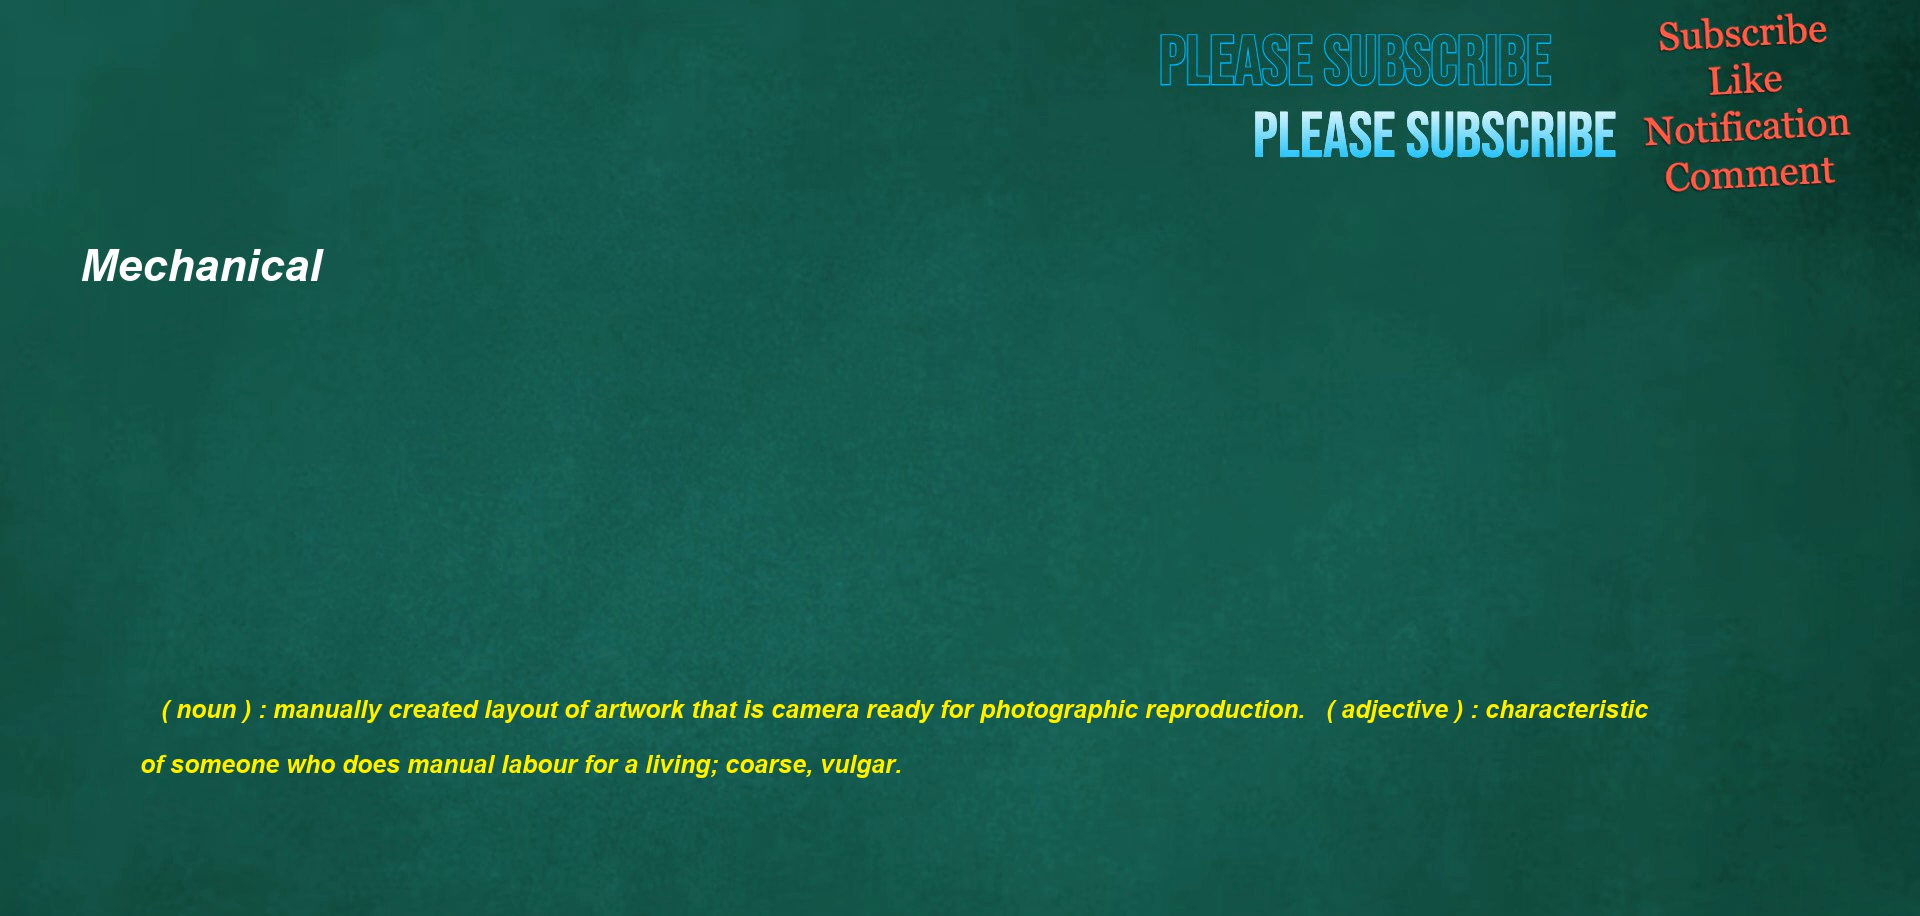 PLEASE SUBSCRIBE
PLEASE SUBSCRIBE
Subscribe
Like
Notification
Comment
Mechanical
( noun ) : manually created layout of artwork that is camera ready for photographic reproduction. ( adjective ) : characteristic
of someone who does manual labour for a living; coarse, vulgar.